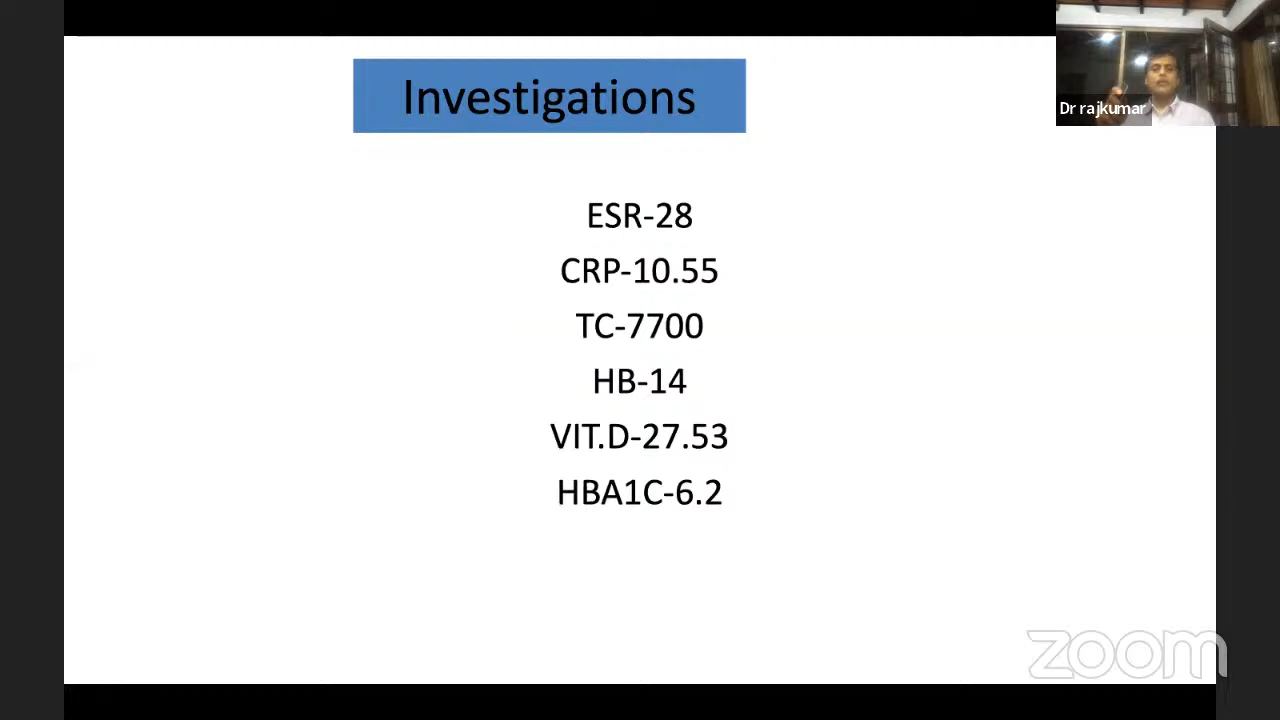 Investigations
Dr rajkumar
ESR-28
CRP-10.55
TC-7700
HB-14
VIT.D-27.53
HBA1C-6.2
zoom